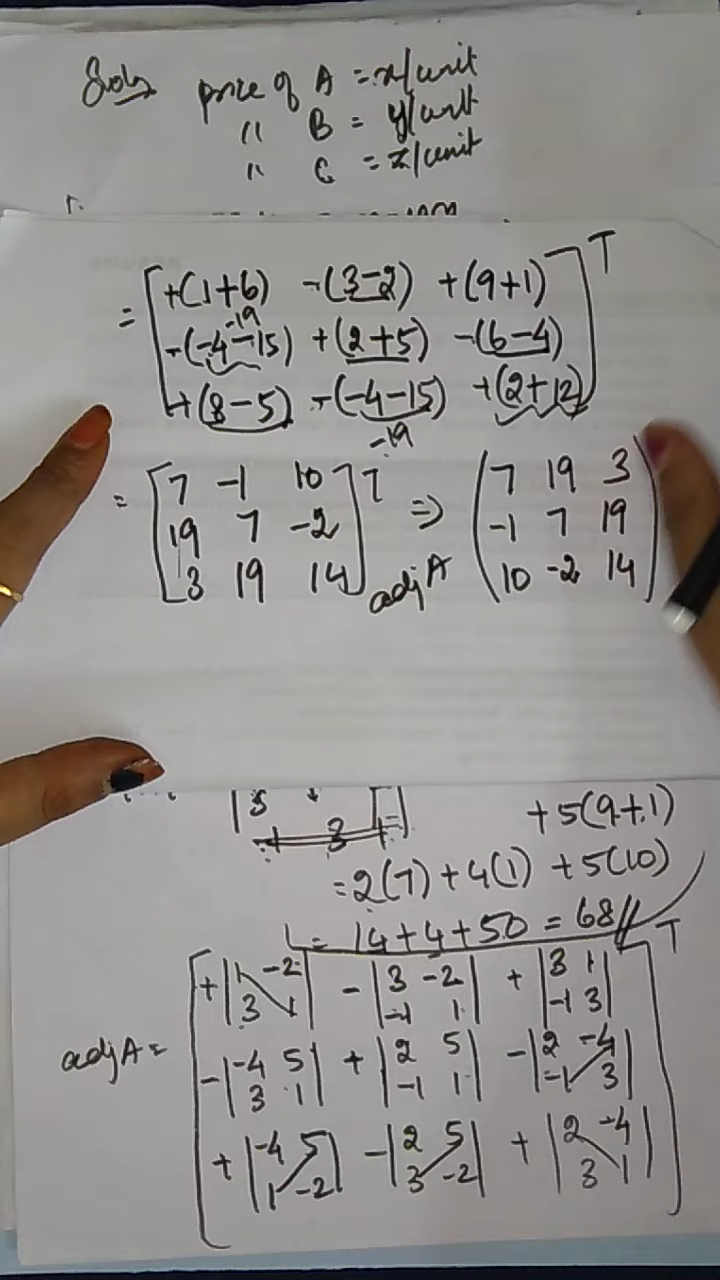 Soln price of A = x/unit
" B = y/unit
" C = z/unit
= [+(1+6) -(3-2) +(9+1)]T
-19
-(-4-15) +(2+5) -(6-4)
+(8-5) -(-4-15) +(2+12)
-19
= [7 -1 10]T ⇒ (7 19 3)
19 7 -2 -1 7 19
3 19 14 adjA 10 -2 14
+5(9+1)
3
=2(7)+4(1)+5(10)
= 14+4+50 = 68//
adjA = [+|1 -2| -|3 -2| +|3 1|]T
|3 1| |-1 1| |-1 3|
-|-4 5| +|2 5| -|2 -4|
|3 1| |-1 1| |-1 3|
+|-4 5| -|2 5| +|2 -4|
|1 -2| |3 -2| |3 1|